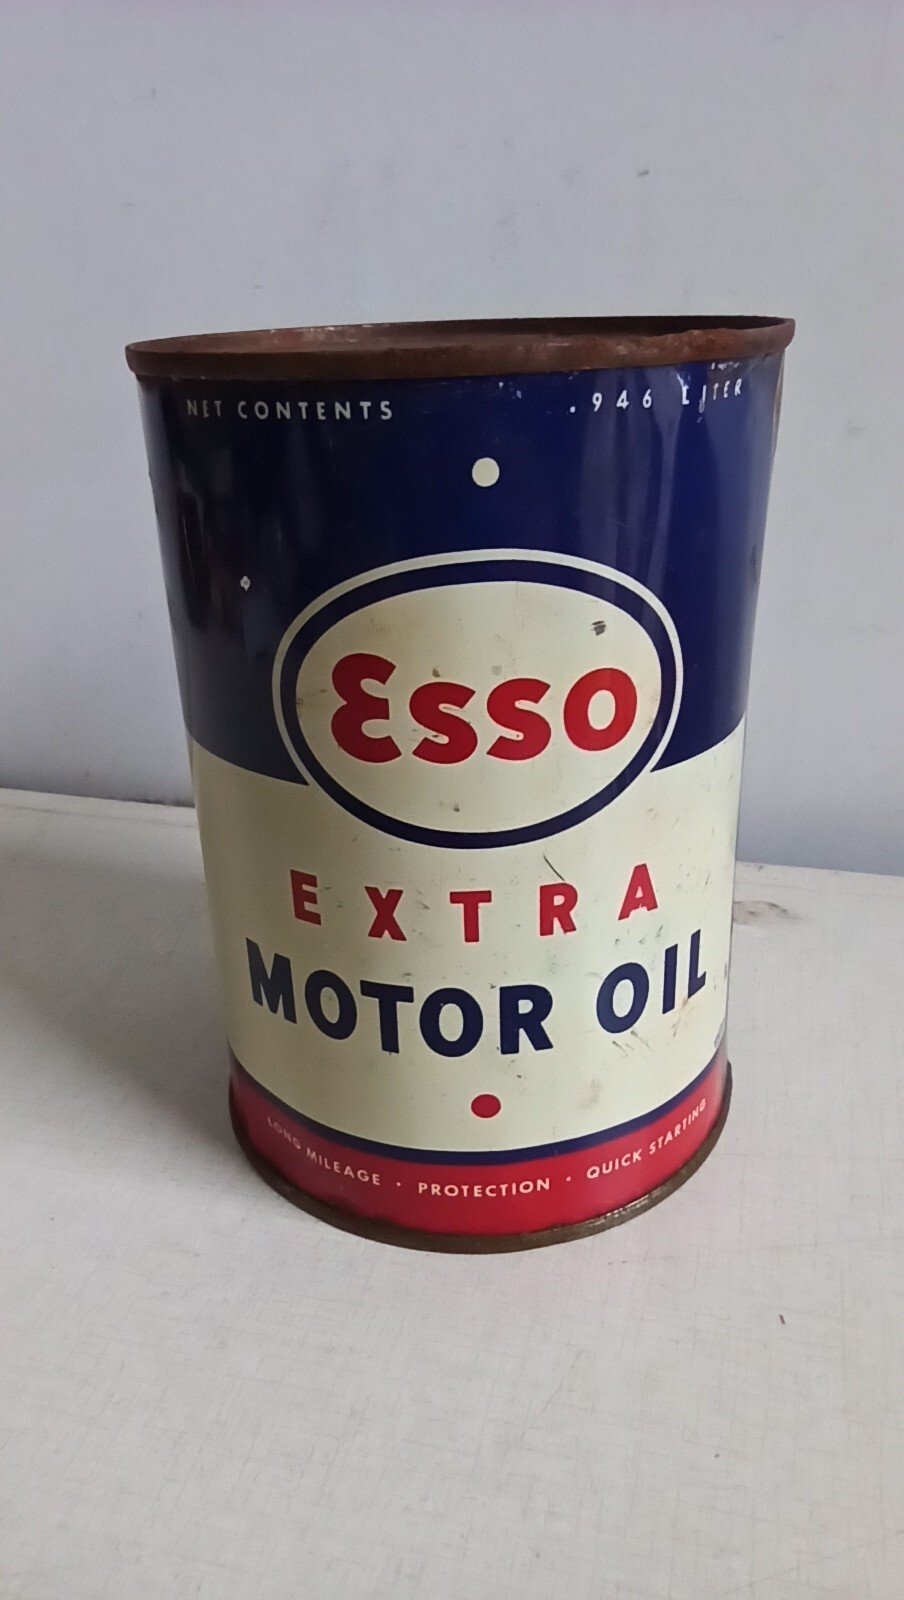 NET CONTENTS .946 LITER
Esso
EXTRA
MOTOR OIL
LONG MILEAGE · PROTECTION · QUICK STARTING